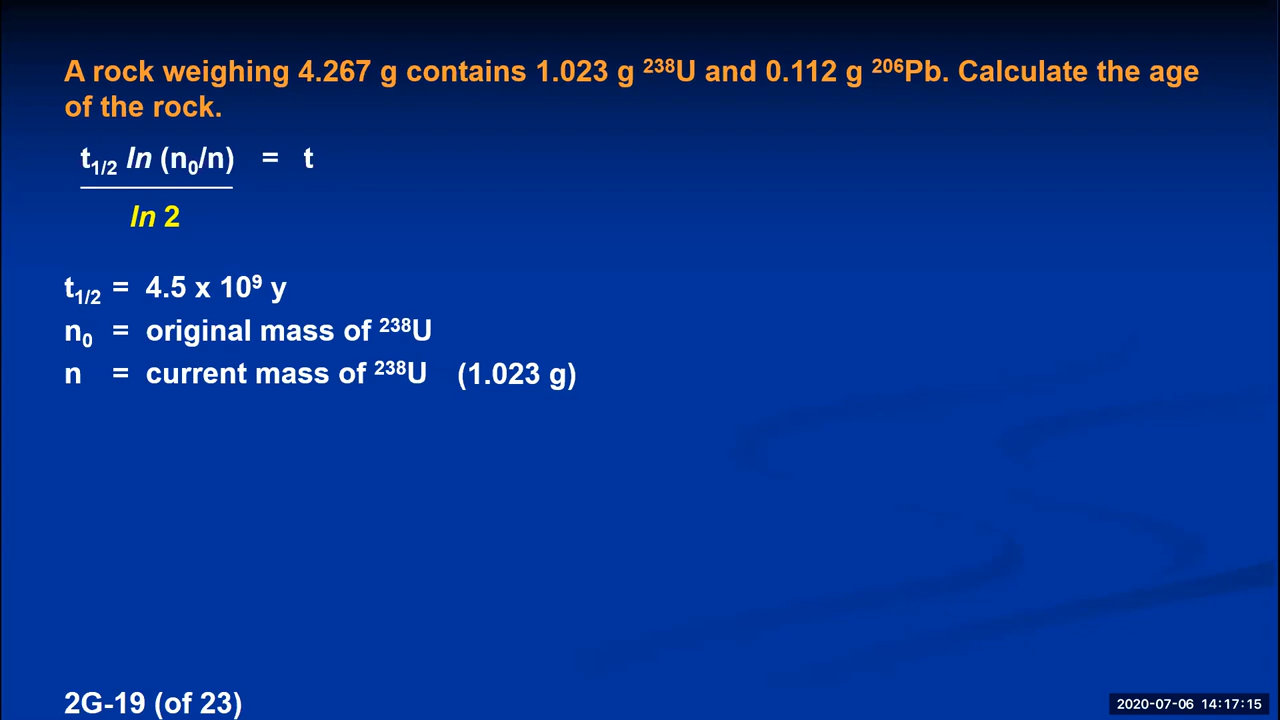 A rock weighing 4.267 g contains 1.023 g ²³⁸U and 0.112 g ²⁰⁶Pb. Calculate the age
of the rock.
t₁/₂ ln (n₀/n) = t
ln 2
t₁/₂ = 4.5 x 10⁹ y
n₀ = original mass of ²³⁸U
n = current mass of ²³⁸U (1.023 g)
2G-19 (of 23)
2020-07-06 14:17:15